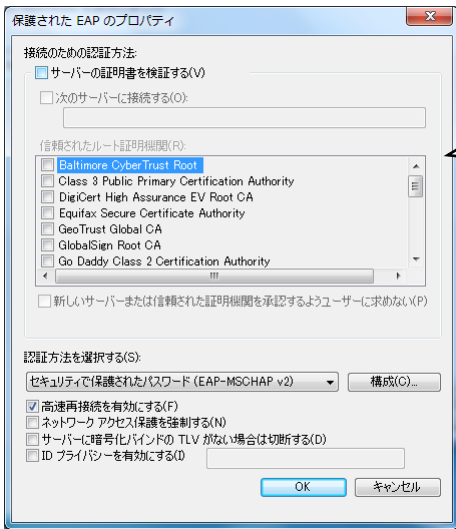 保護された EAP のプロパティ
接続のための認証方法:
サーバーの証明書を検証する(V)
次のサーバーに接続する(O):
信頼されたルート証明機関(R):
Baltimore CyberTrust Root
Class 3 Public Primary Certification Authority
DigiCert High Assurance EV Root CA
Equifax Secure Certificate Authority
GeoTrust Global CA
GlobalSign Root CA
Go Daddy Class 2 Certification Authority
新しいサーバーまたは信頼された証明機関を承認するようユーザーに求めない(P)
認証方法を選択する(S):
セキュリティで保護されたパスワード (EAP-MSCHAP v2)
構成(C)...
高速再接続を有効にする(F)
ネットワーク アクセス保護を強制する(N)
サーバーに暗号化バインドの TLV がない場合は切断する(D)
ID プライバシーを有効にする(I)
OK
キャンセル